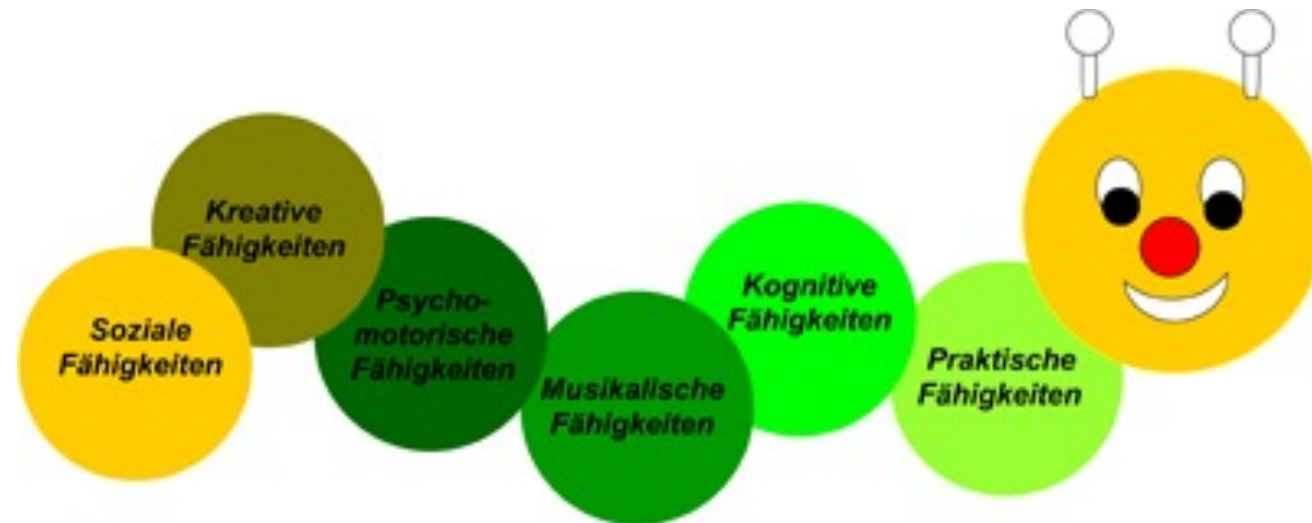 Soziale
Fähigkeiten
Kreative
Fähigkeiten
Psycho-
motorische
Fähigkeiten
Musikalische
Fähigkeiten
Kognitive
Fähigkeiten
Praktische
Fähigkeiten